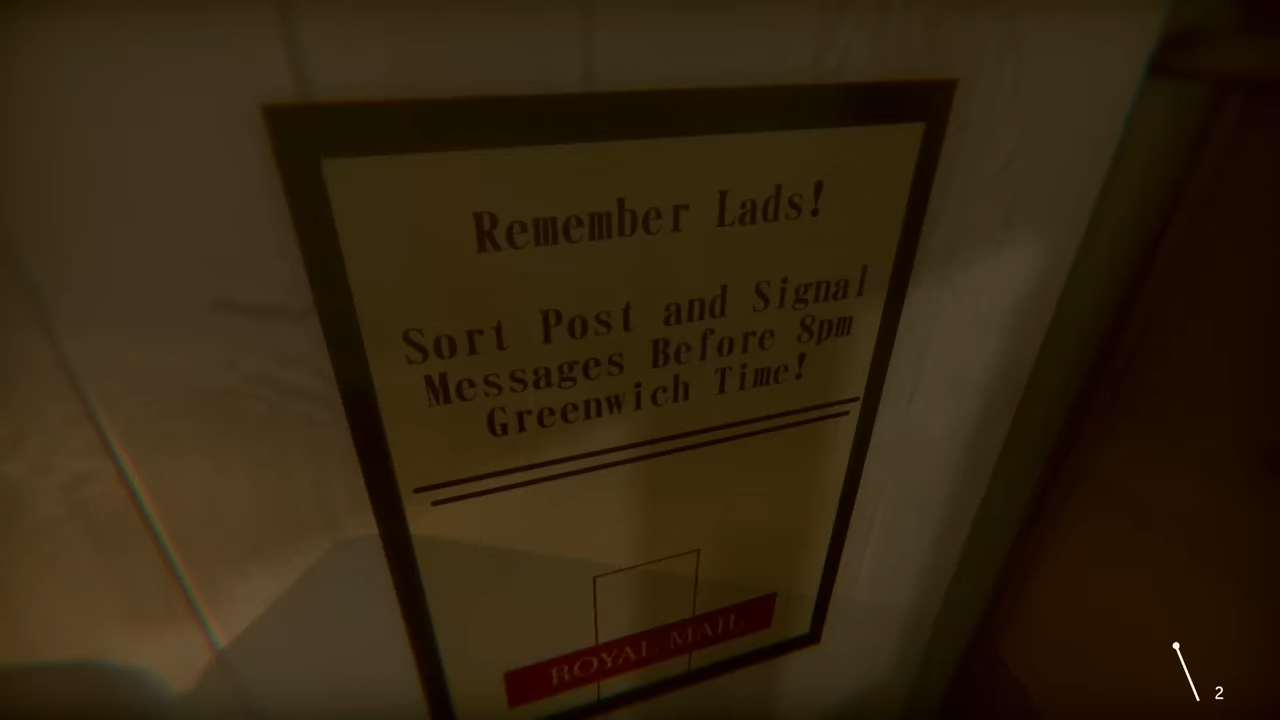 Remember Lads!
Sort Post and Signal
Messages Before 8pm
Greenwich Time!
ROYAL MAIL
2